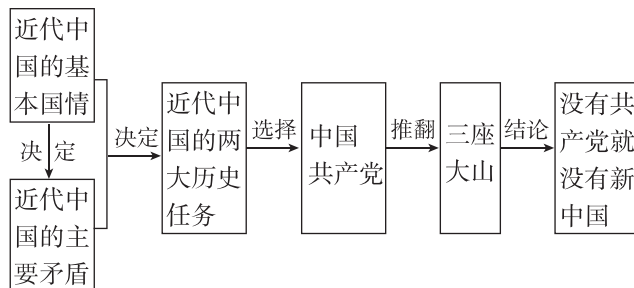 近代中
国的基
本国情
决定
近代中
国的主
要矛盾
决定
近代中
国的两
大历史
任务
选择
中国
共产党
推翻
三座
大山
结论
没有共
产党就
没有新
中国